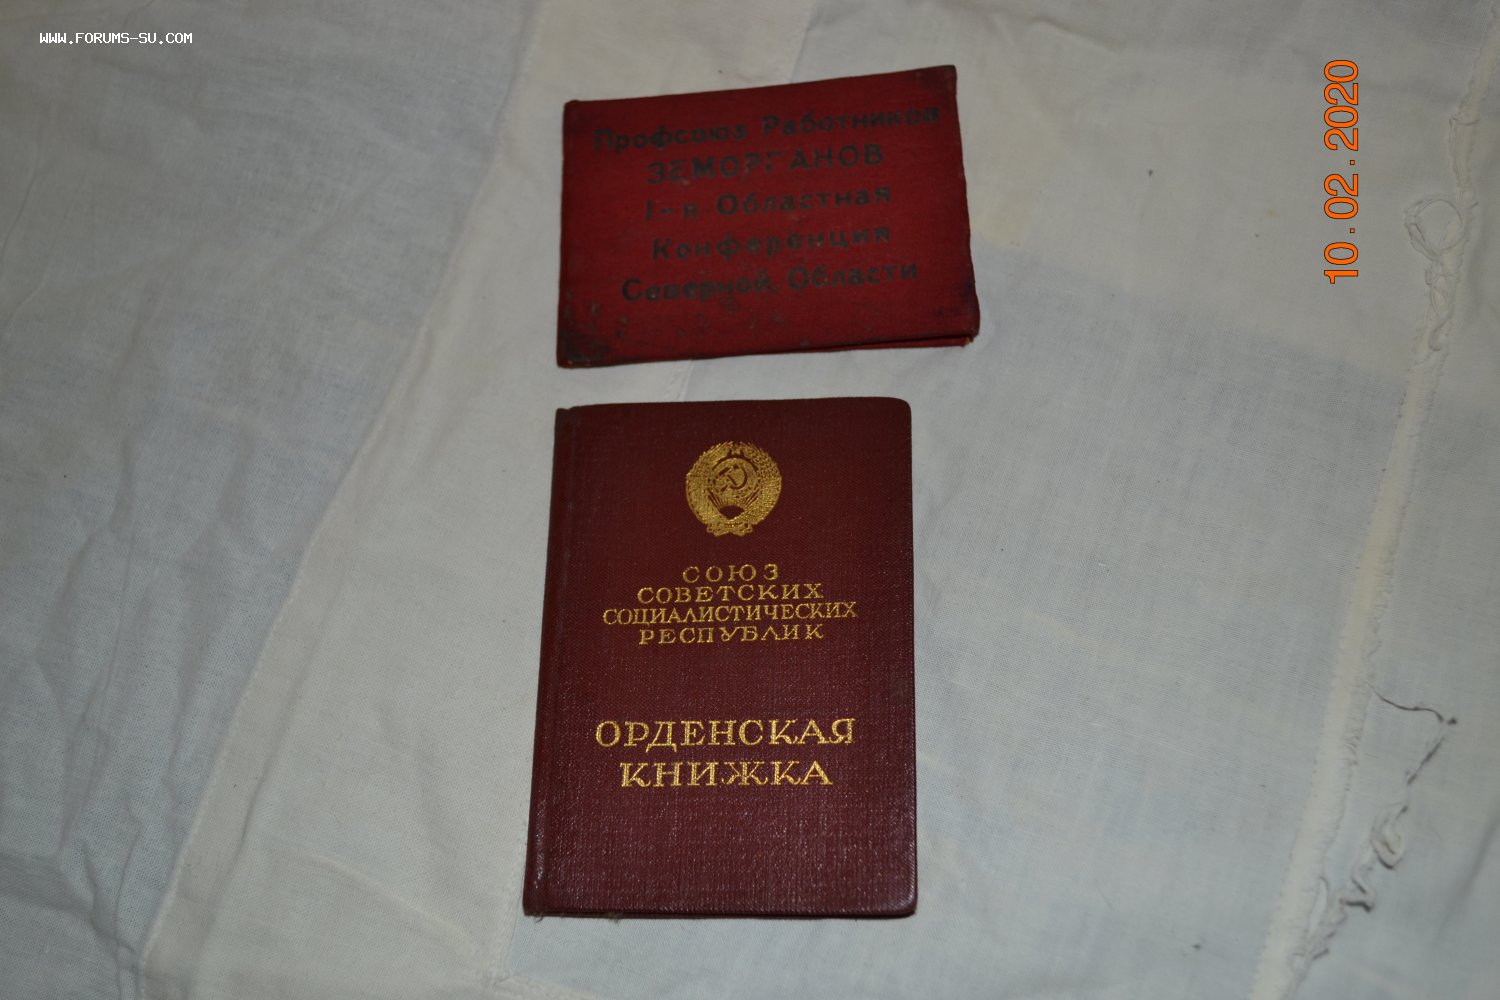 WWW.FORUMS-SU.COM
10.02.2020
Профсоюз Работников
ЗЕМОРГАНОВ
1-я Областная
Конференция
Северной Области
СОЮЗ
СОВЕТСКИХ
СОЦИАЛИСТИЧЕСКИХ
РЕСПУБЛИК
ОРДЕНСКАЯ
КНИЖКА